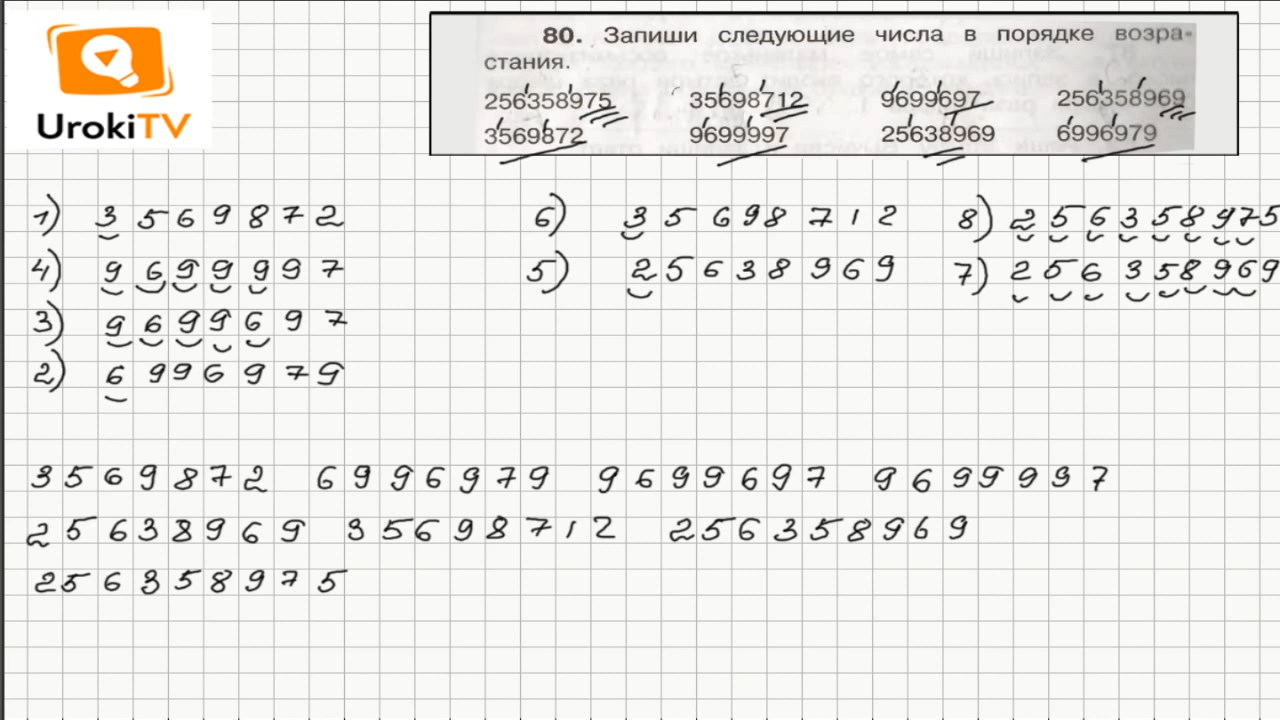 UrokiTV
80. Запиши следующие числа в порядке возра-
стания.
256358975 35698712 9699697 256358969
3569872 9699997 25638969 6996979
1) 3569872 6) 35698712 8) 256358975
4) 9699997 5) 25638969 7) 256358969
3) 9699697
2) 6996979
3569872 6996979 9699697 9699997
25638969 35698712 256358969
256358975